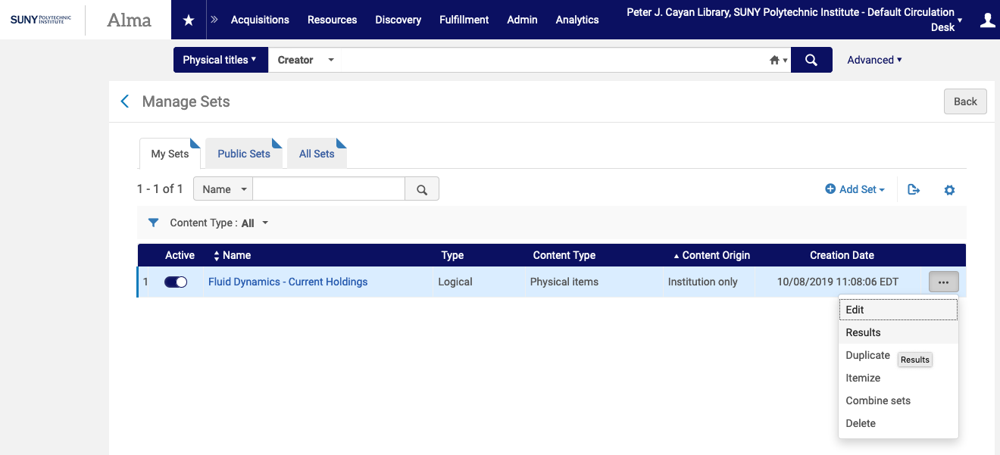 SUNY POLYTECHNIC INSTITUTE
Alma
Acquisitions Resources Discovery Fulfillment Admin Analytics
Peter J. Cayan Library, SUNY Polytechnic Institute - Default Circulation
Desk
Physical titles Creator Advanced
Manage Sets Back
My Sets Public Sets All Sets
1 - 1 of 1 Name Add Set
Content Type : All
Active Name Type Content Type Content Origin Creation Date
1 Fluid Dynamics - Current Holdings Logical Physical items Institution only 10/08/2019 11:08:06 EDT ...
Edit
Results
Duplicate
Results
Itemize
Combine sets
Delete